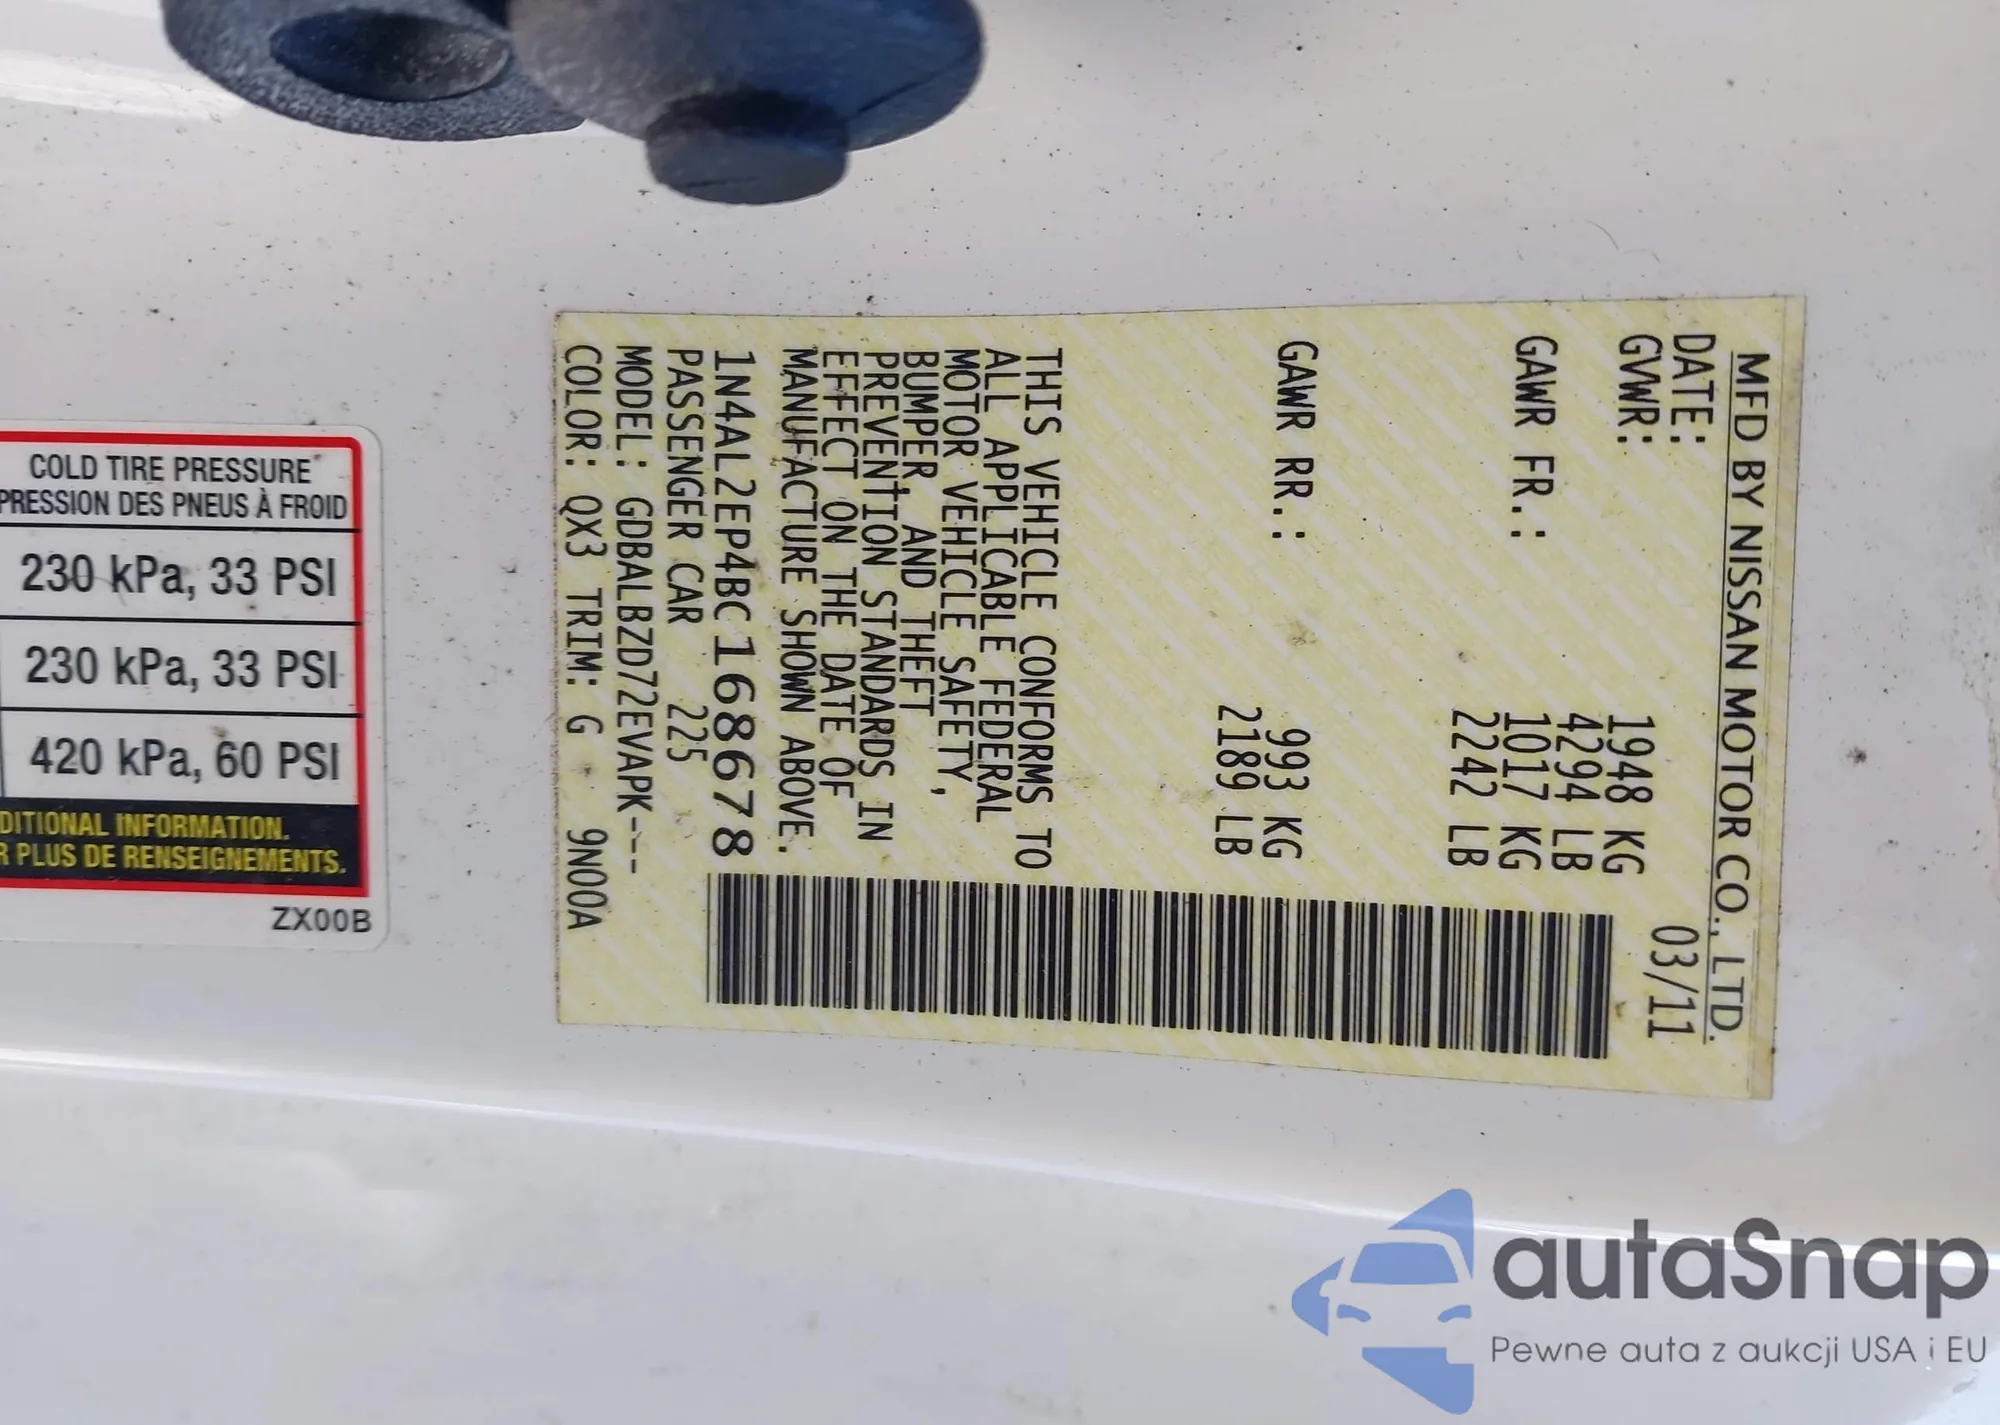 COLD TIRE PRESSURE
PRESSION DES PNEUS À FROID
230 kPa, 33 PSI
230 kPa, 33 PSI
420 kPa, 60 PSI
DITIONAL INFORMATION.
R PLUS DE RENSEIGNEMENTS.
ZX00B
MFD BY NISSAN MOTOR CO., LTD.
DATE: 03/11
GVWR: 1948 KG
4294 LB
GAWR FR.: 1017 KG
2242 LB
GAWR RR.: 993 KG
2189 LB
THIS VEHICLE CONFORMS TO
ALL APPLICABLE FEDERAL
MOTOR VEHICLE SAFETY,
BUMPER, AND THEFT
PREVENTION STANDARDS IN
EFFECT ON THE DATE OF
MANUFACTURE SHOWN ABOVE.
1N4AL2EP4BC168678
PASSENGER CAR 225
MODEL: GDBALBZD72EVAPK---
COLOR: QX3 TRIM: G 9N00A
autaSnap
Pewne auta z aukcji USA i EU